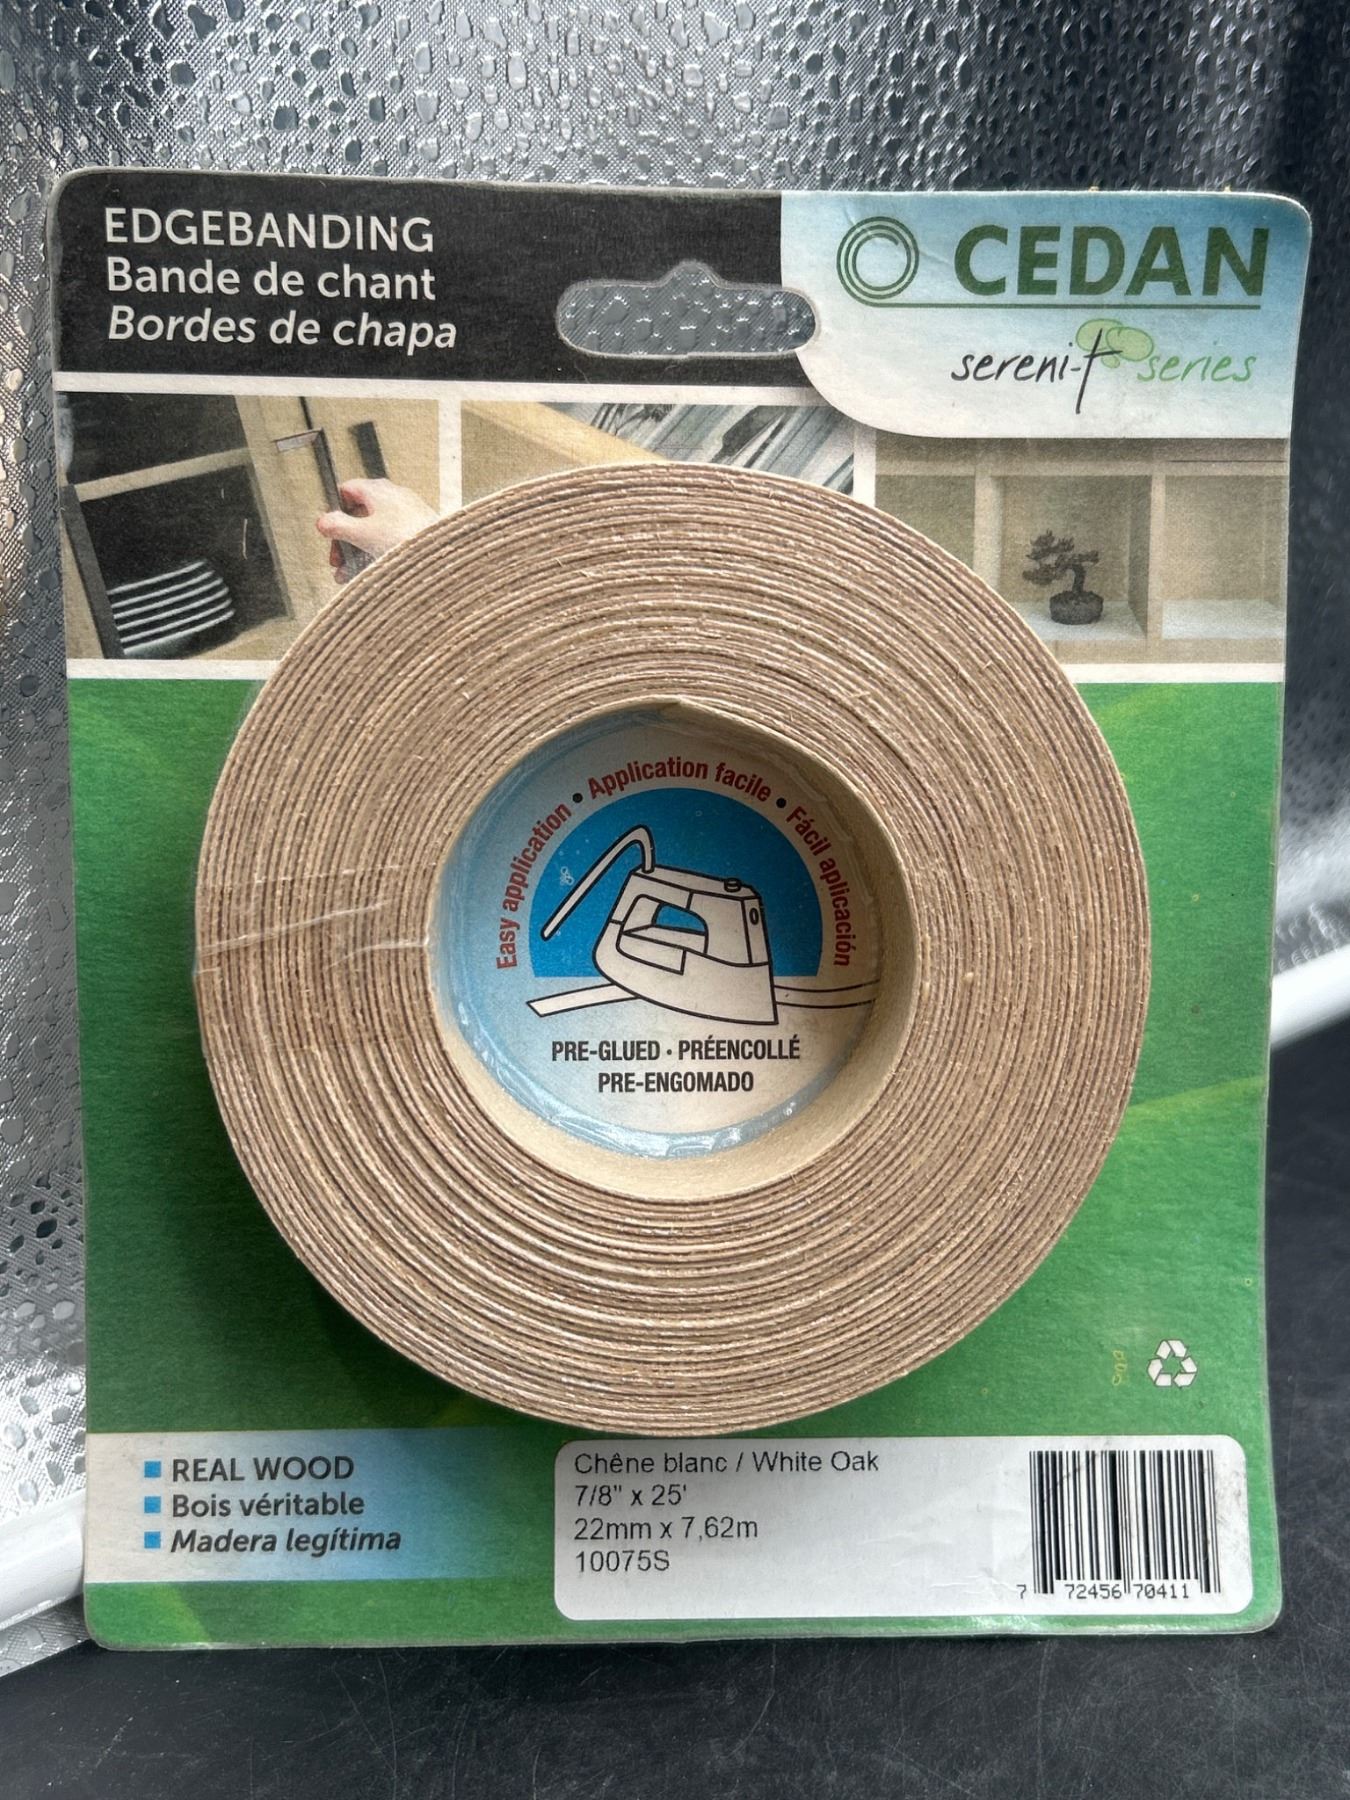 EDGEBANDING
Bande de chant
Bordes de chapa
CEDAN
sereni-t series
Easy application • Application facile • Fácil aplicación
PRE-GLUED · PRÉENCOLLÉ
PRE-ENGOMADO
REAL WOOD
Bois véritable
Madera legítima
Chêne blanc / White Oak
7/8" x 25'
22mm x 7,62m
10075S
7 72456 70411